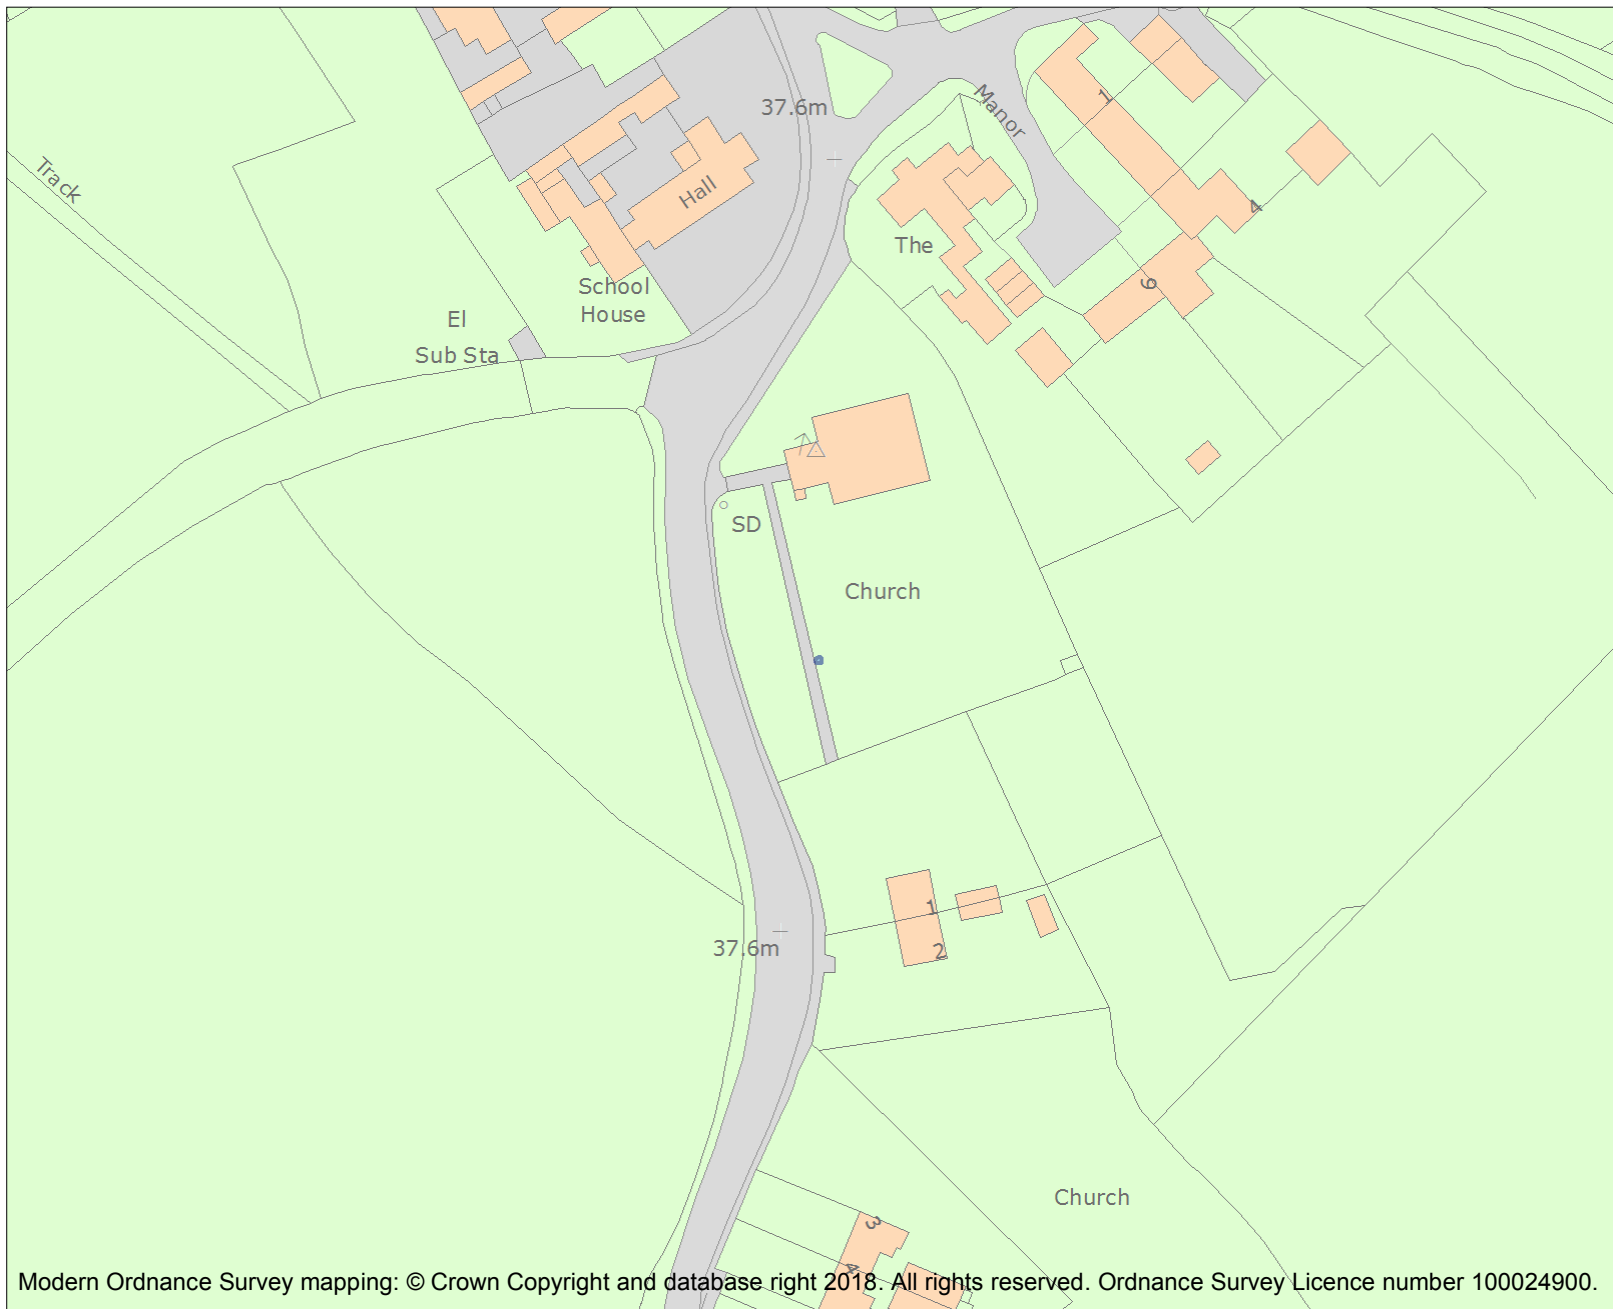 Track
37.6m
Manor
1
Hall
4
The
School
House
6
El
Sub Sta
SD
Church
1
2
37.6m
Church
3
4
Modern Ordnance Survey mapping: © Crown Copyright and database right 2018. All rights reserved. Ordnance Survey Licence number 100024900.